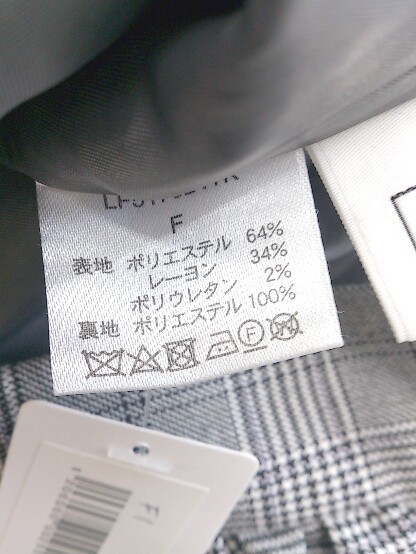 F
表地 ポリエステル 64%
レーヨン 34%
ポリウレタン 2%
裏地 ポリエステル 100%